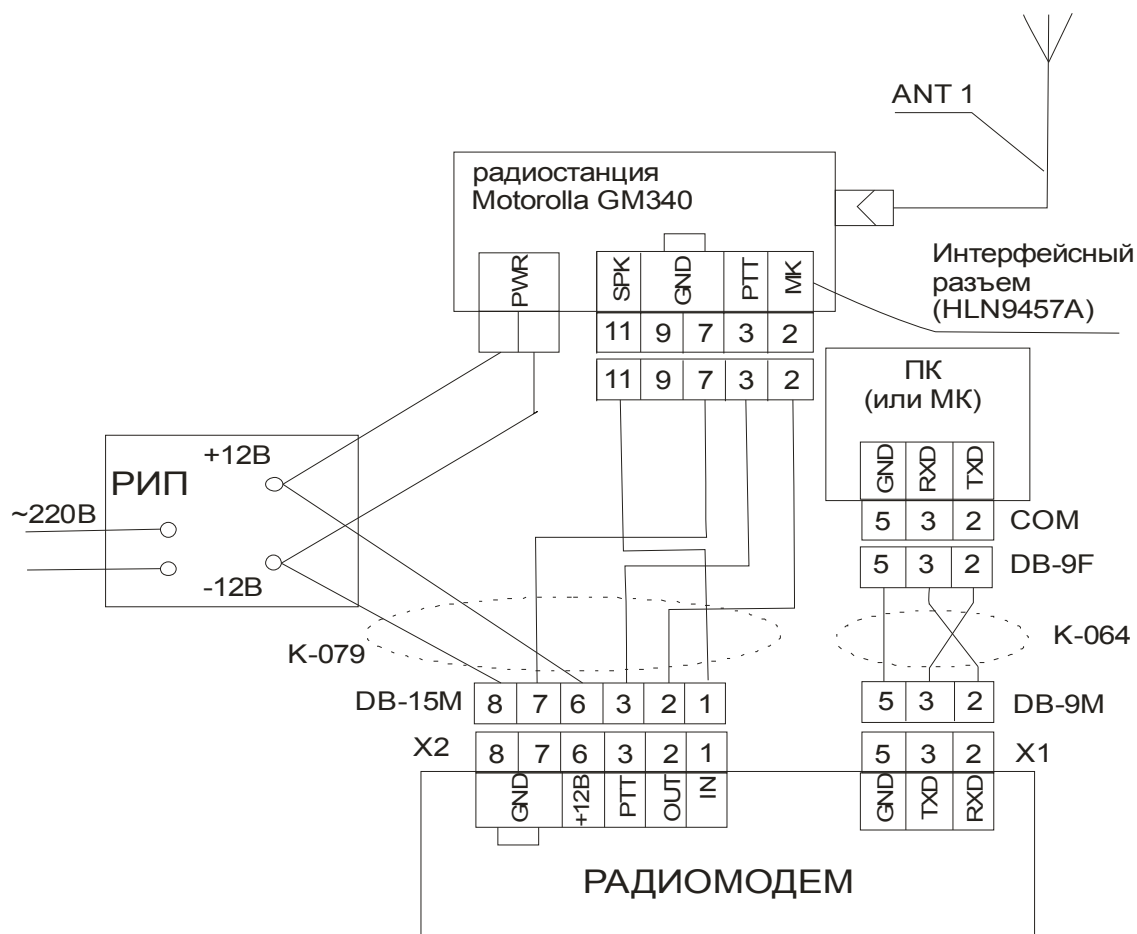 ANT 1
радиостанция
Motorolla GM340
Интерфейсный
разъем
(HLN9457A)
PWR
SPK GND PTT МК
11 9 7 3 2
11 9 7 3 2
ПК
(или МК)
GND RXD TXD
5 3 2 COM
5 3 2 DB-9F
РИП
+12В
~220В
-12В
К-079
К-064
DB-15M 8 7 6 3 2 1
5 3 2 DB-9M
X2 8 7 6 3 2 1
5 3 2 X1
GND +12В PTT OUT IN
GND TXD RXD
РАДИОМОДЕМ